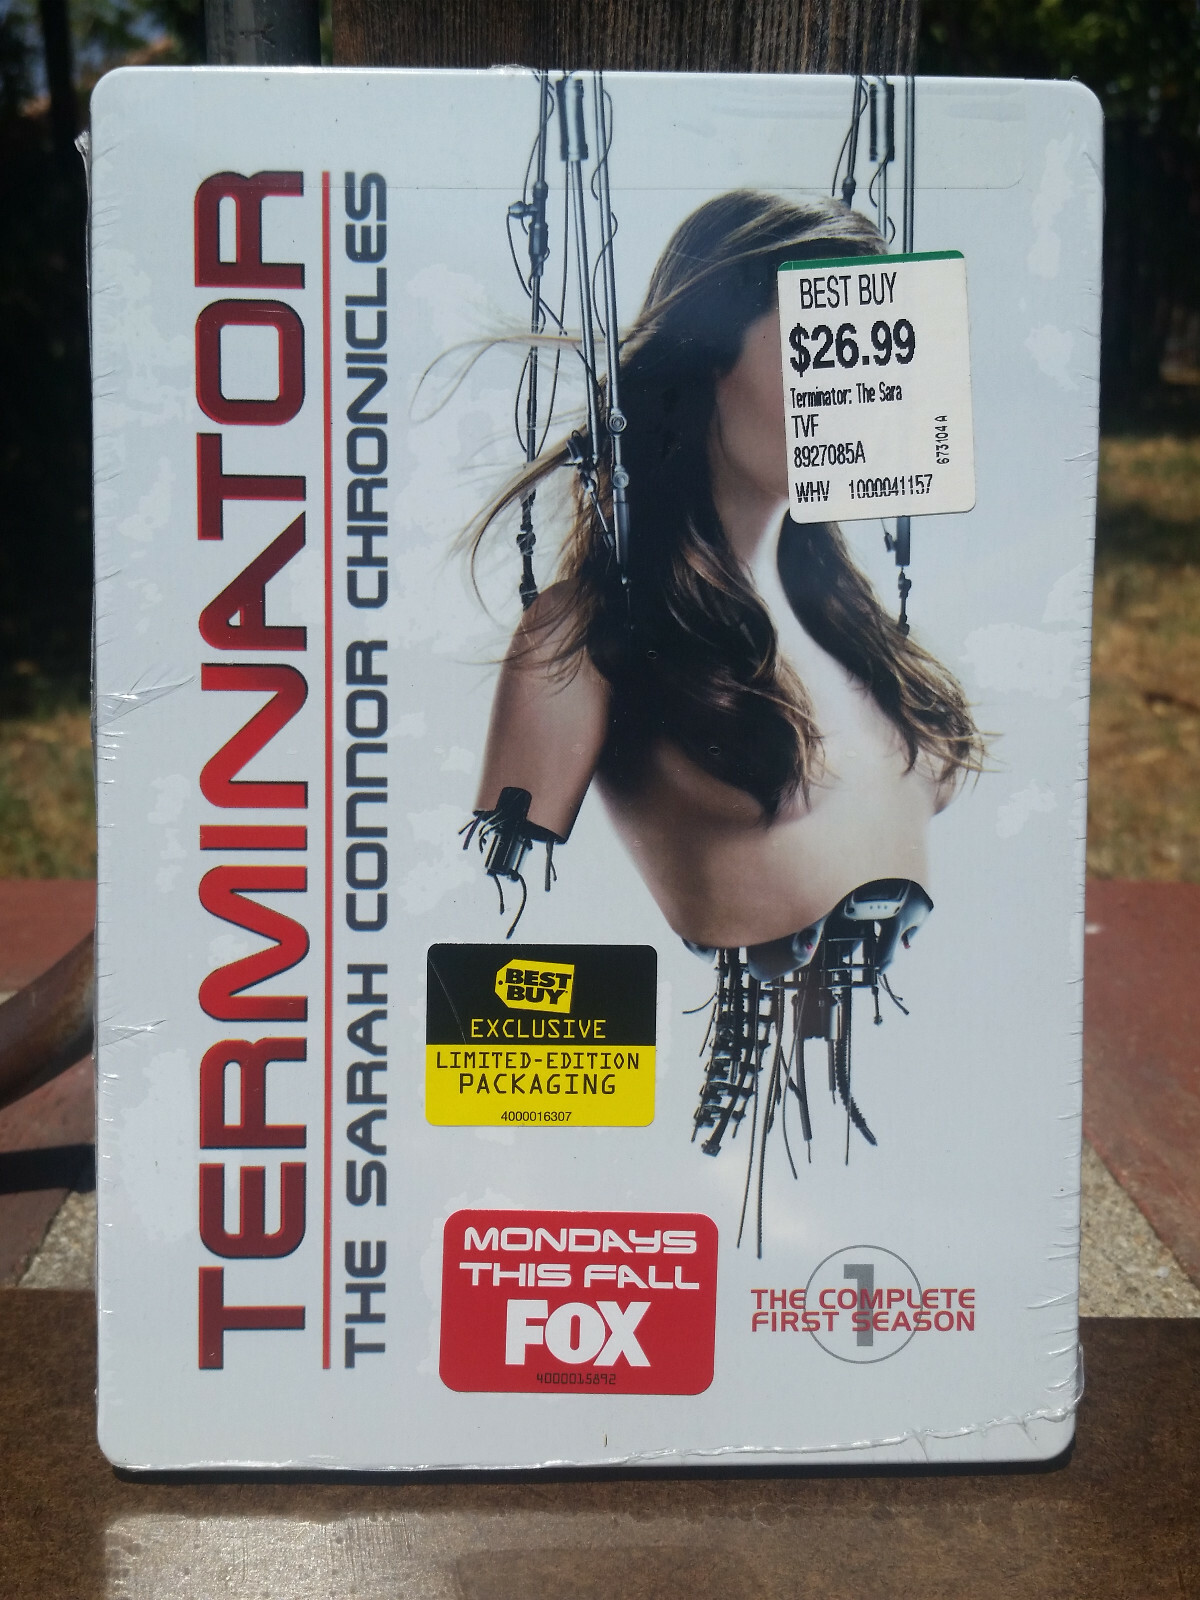 TERMINATOR
THE SARAH CONNOR CHRONICLES
BEST BUY
$26.99
Terminator: The Sara
TVF
8927085A
673104 A
WHV 1000041157
BEST
BUY
EXCLUSIVE
LIMITED-EDITION
PACKAGING
4000016307
MONDAYS
THIS FALL
FOX
4000015892
1
THE COMPLETE
FIRST SEASON